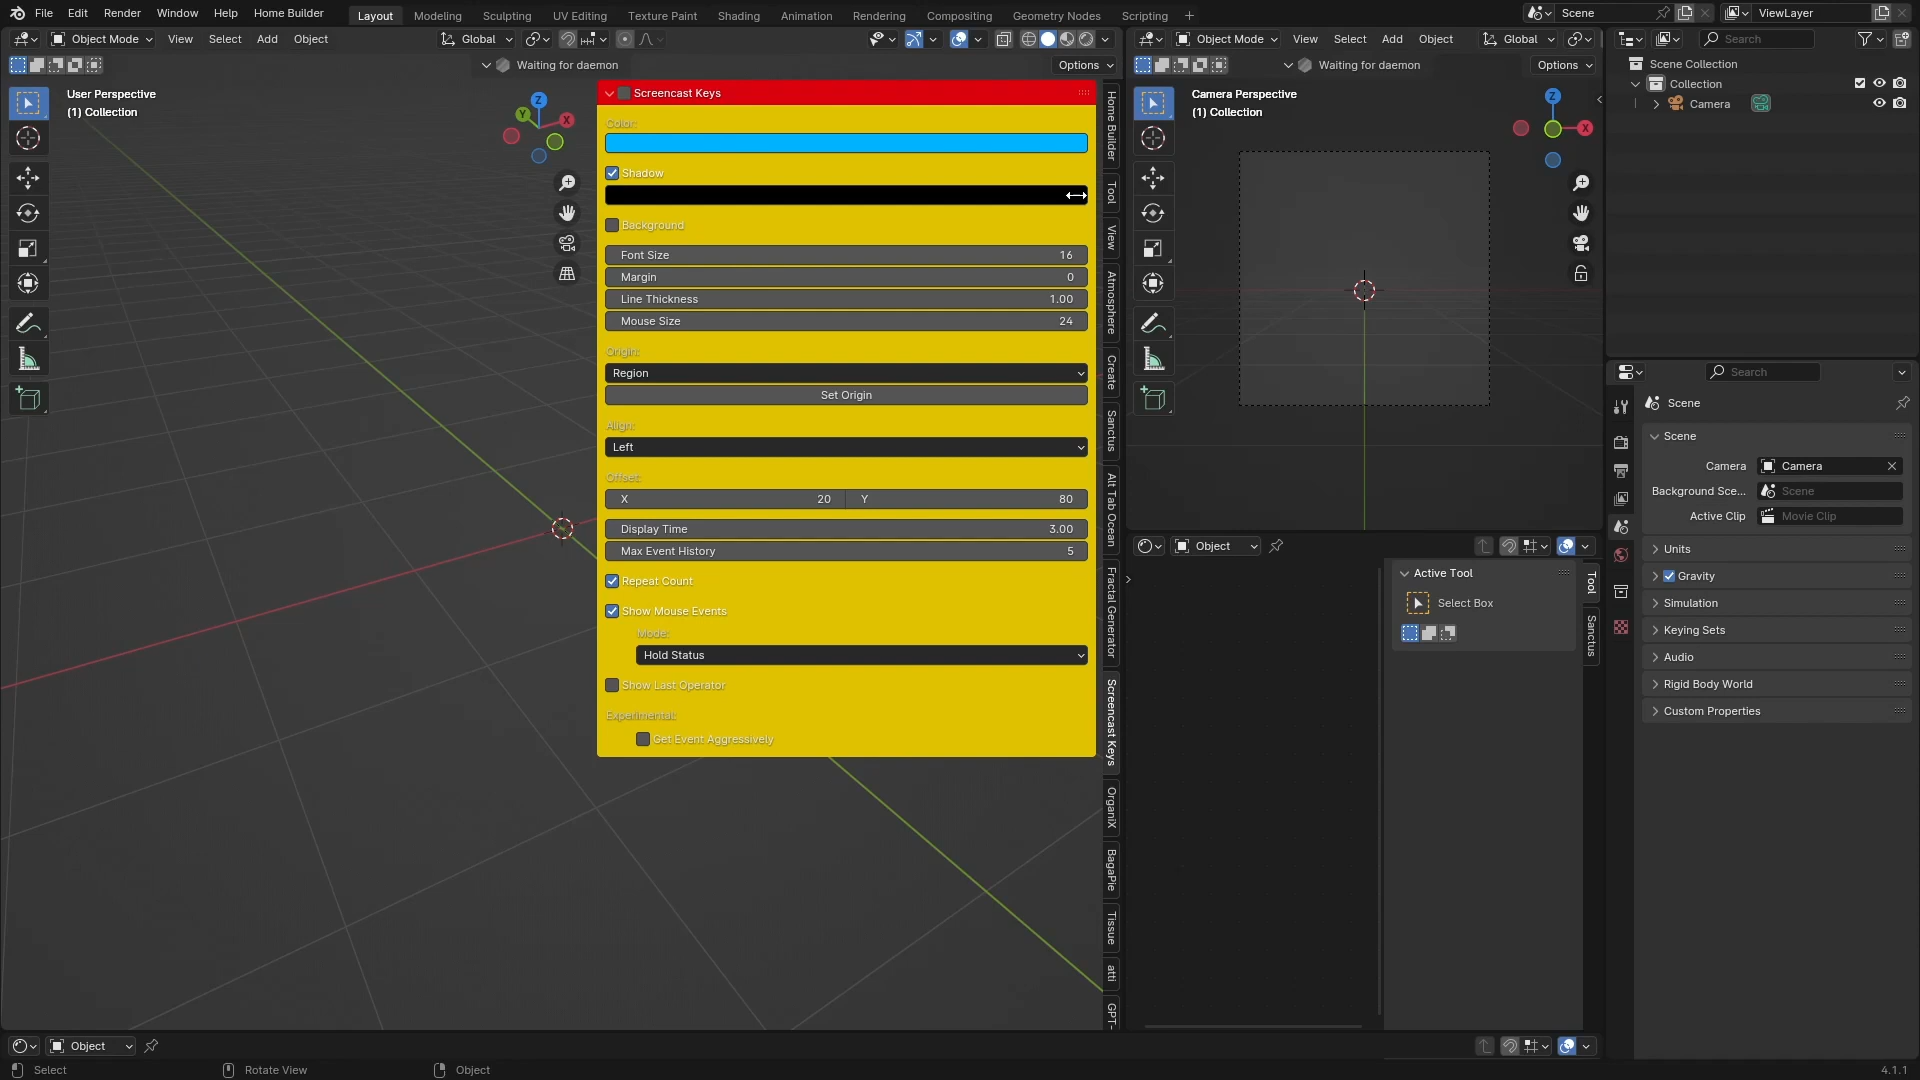 File Edit Render Window Help Home Builder Layout Modeling Sculpting UV Editing Texture Paint Shading Animation Rendering Compositing Geometry Nodes Scripting + Scene ViewLayer
Object Mode View Select Add Object Global
Waiting for daemon Options
User Perspective
(1) Collection
Z
Y
X
Screencast Keys
Color:
Shadow
Background
Font Size 16
Margin 0
Line Thickness 1.00
Mouse Size 24
Origin:
Region
Set Origin
Align:
Left
Offset:
X 20 Y 80
Display Time 3.00
Max Event History 5
Repeat Count
Show Mouse Events
Mode:
Hold Status
Show Last Operator
Experimental:
Get Event Aggressively
Home Builder
Tool
View
Atmosphere
Create
Sanctus
Alt Tab Ocean
Fractal Generator
Screencast Keys
OrganiX
BagaPie
Tissue
atti
GPT-
Object Mode View Select Add Object Global
Waiting for daemon Options
Camera Perspective
(1) Collection
Z
X
Object
Active Tool
Select Box
Tool
Sanctus
Search
Scene Collection
Collection
Camera
Search
Scene
Scene
Camera Camera
Background Sce... Scene
Active Clip Movie Clip
Units
Gravity
Simulation
Keying Sets
Audio
Rigid Body World
Custom Properties
Object
Select Rotate View Object 4.1.1